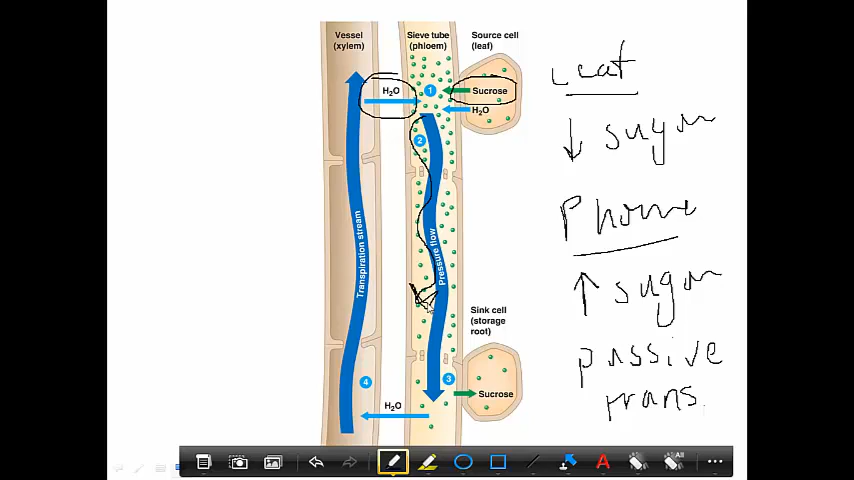 Vessel
(xylem)
Sieve tube
(phloem)
Source cell
(leaf)
H₂O
1
Sucrose
H₂O
2
Transpiration stream
Pressure flow
Sink cell
(storage
root)
3
4
Sucrose
H₂O
Leaf
↓ sugar
↑ sugar
passive
trans.
A
All